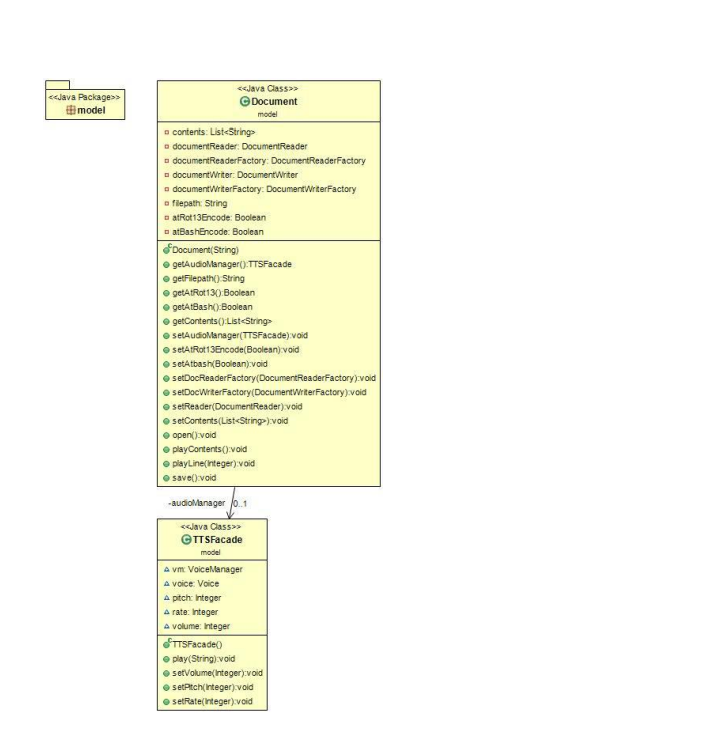 <<Java Package>>
model
<<Java Class>>
Document
model
contents: List<String>
documentReader: DocumentReader
documentReaderFactory: DocumentReaderFactory
documentWriter: DocumentWriter
documentWriterFactory: DocumentWriterFactory
filepath: String
atRot13Encode: Boolean
atBashEncode: Boolean
Document(String)
getAudioManager():TTSFacade
getFilepath():String
getAtRot13():Boolean
getAtBash():Boolean
getContents():List<String>
setAudioManager(TTSFacade):void
setAtRot13Encode(Boolean):void
setAtbash(Boolean):void
setDocReaderFactory(DocumentReaderFactory):void
setDocWriterFactory(DocumentWriterFactory):void
setReader(DocumentReader):void
setContents(List<String>):void
open():void
playContents():void
playLine(Integer):void
save():void
-audioManager 0..1
<<Java Class>>
TTSFacade
model
vm: VoiceManager
voice: Voice
pitch: Integer
rate: Integer
volume: Integer
TTSFacade()
play(String):void
setVolume(Integer):void
setPitch(Integer):void
setRate(Integer):void